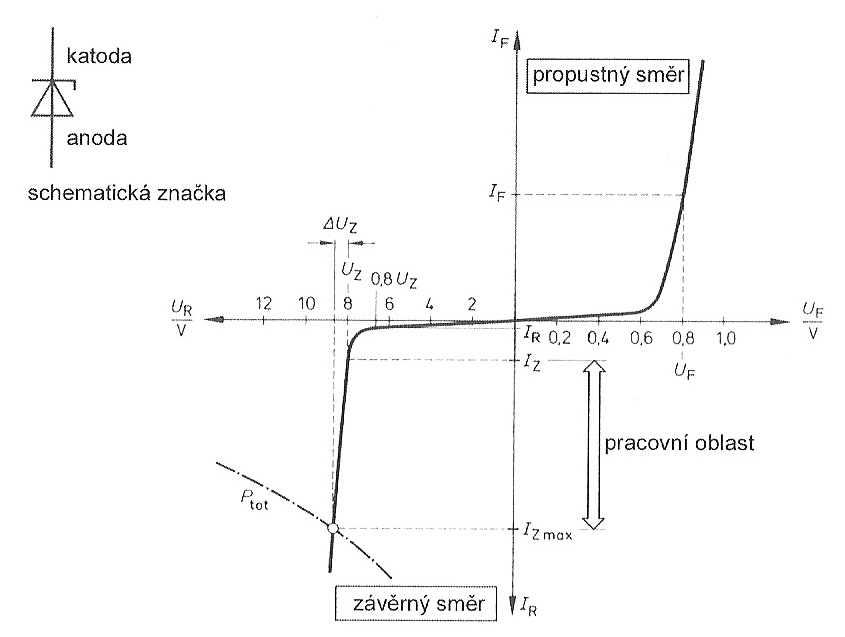 katoda
anoda
schematická značka
I_F
propustný směr
I_F
ΔU_Z
U_Z
0,8 U_Z
U_R
V
12 10 8 6 4 2
I_R
0,2 0,4 0,6 0,8 1,0
U_F
V
I_Z
U_F
pracovní oblast
P_tot
I_Z max
závěrný směr
I_R